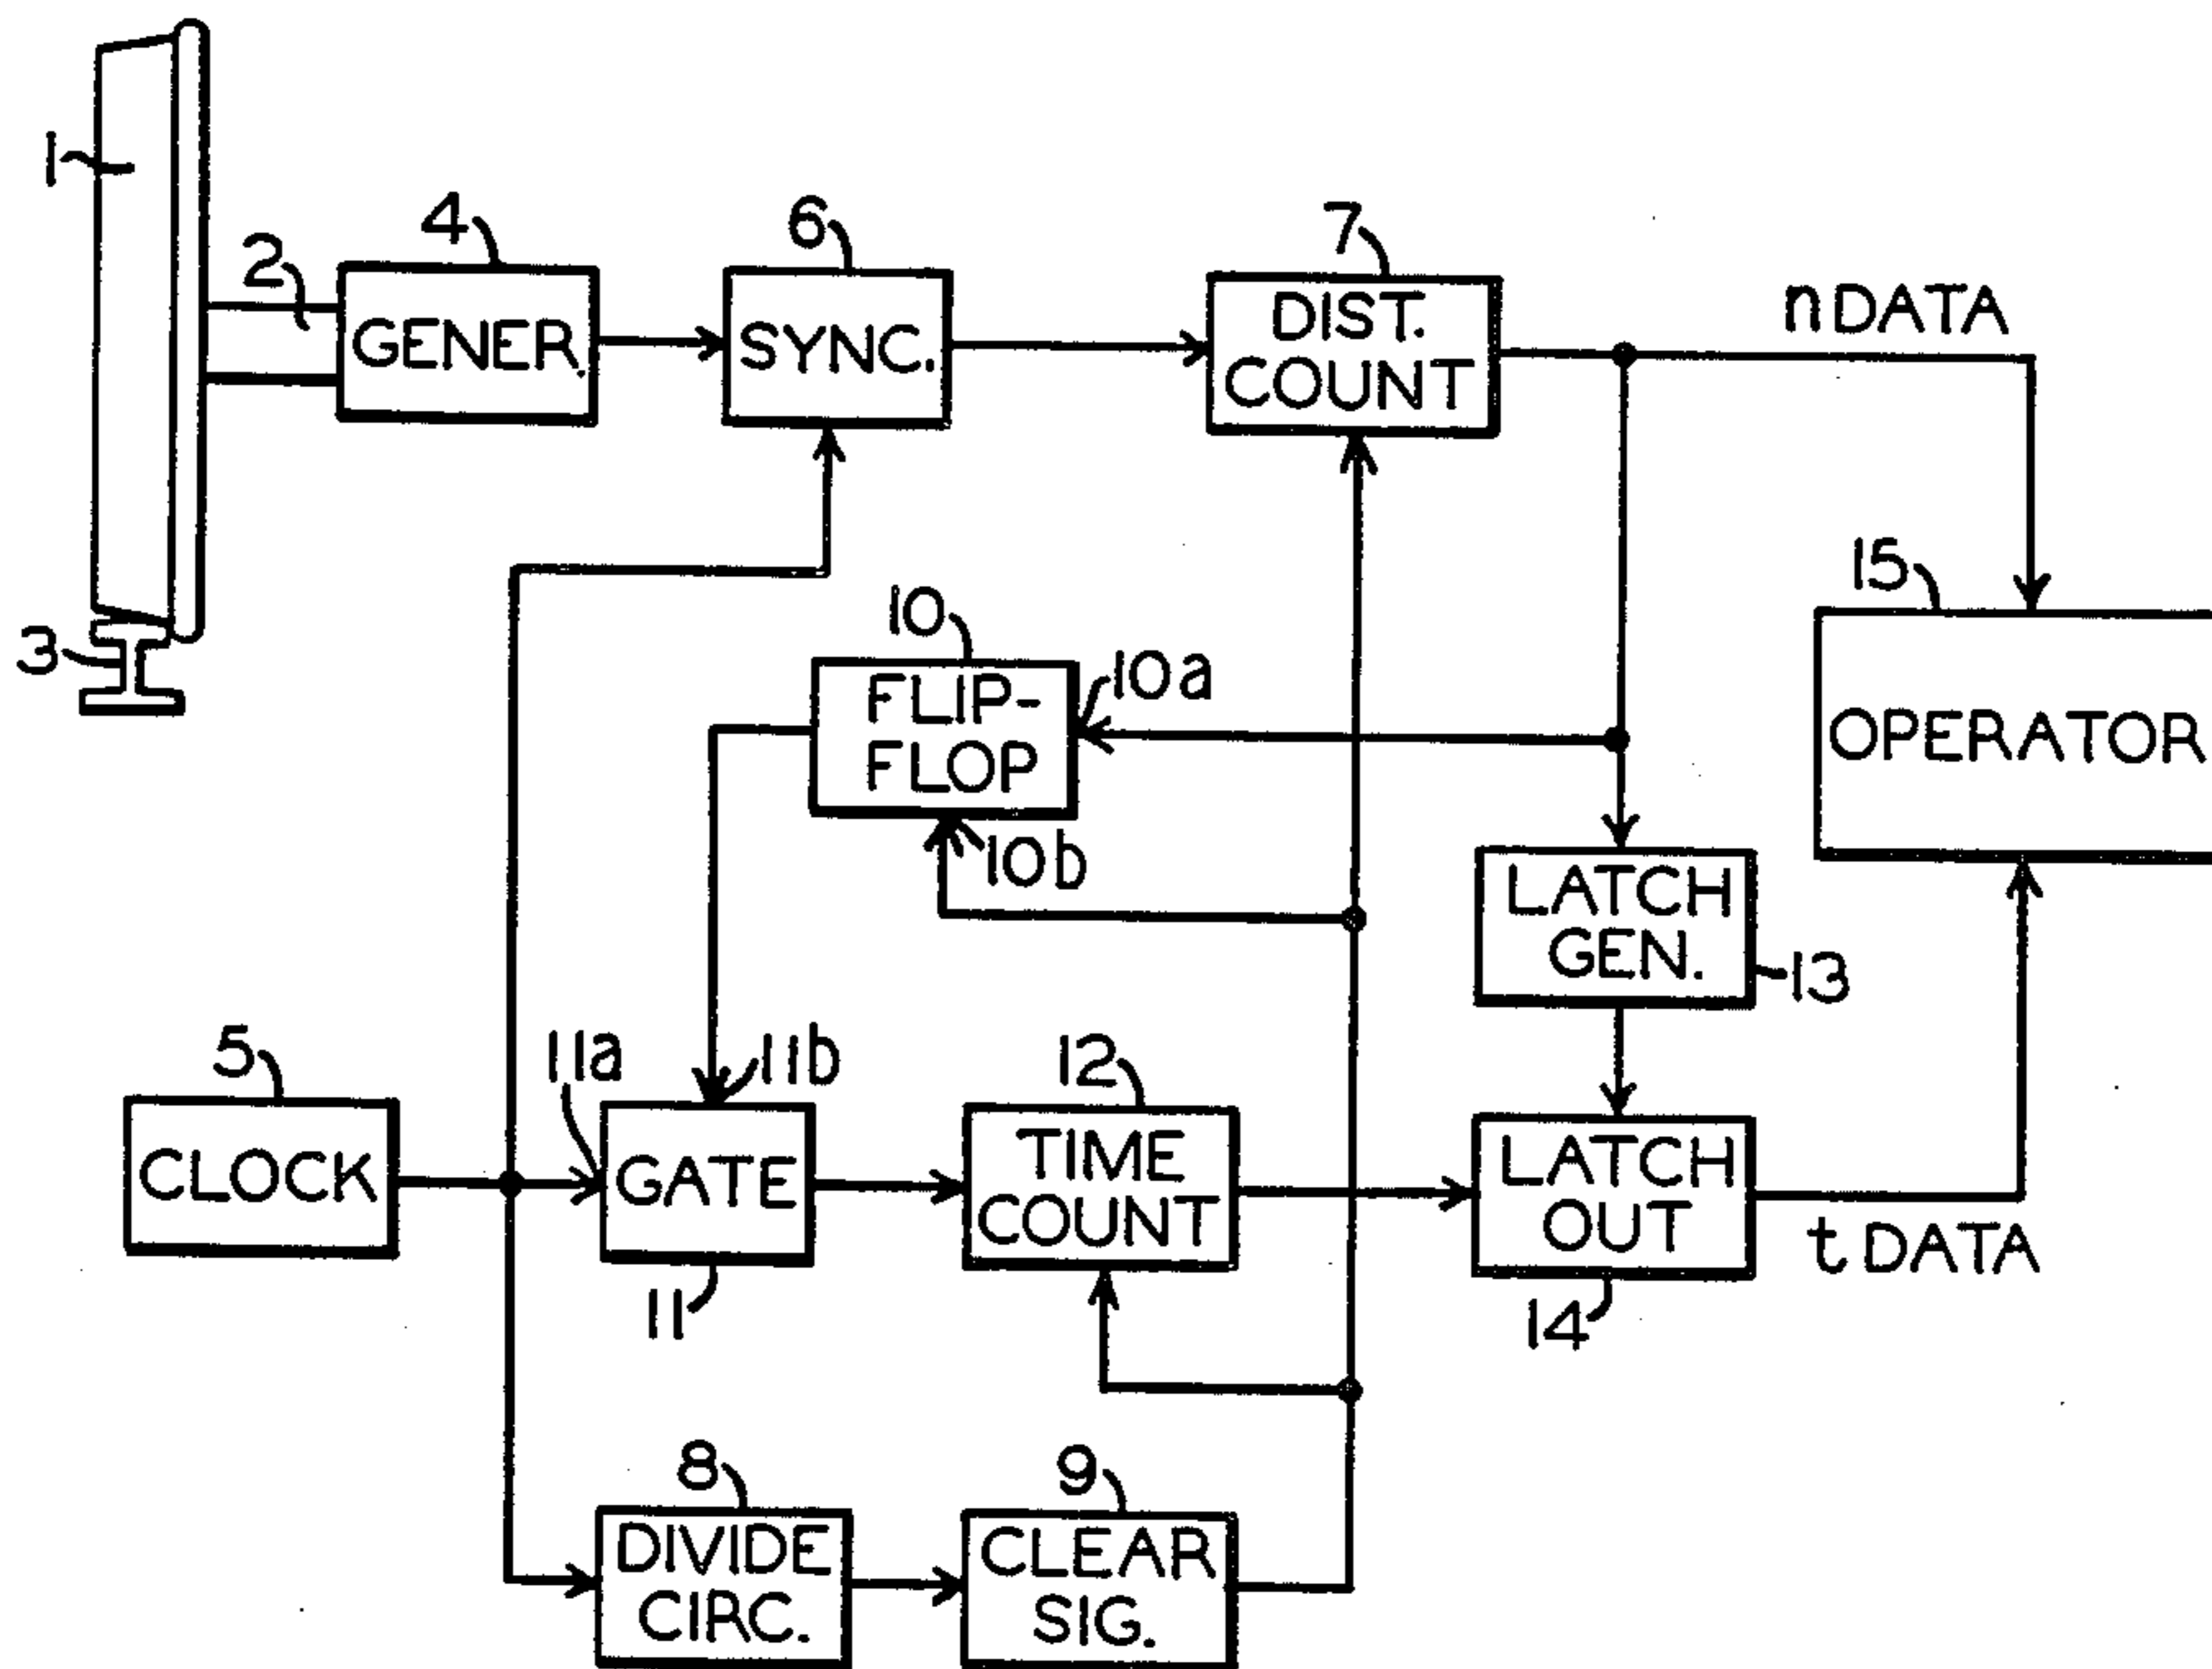 1
2
3
4
GENER.
6
SYNC.
7
DIST.
COUNT
n DATA
15
OPERATOR
10
FLIP-
FLOP
10a
10b
LATCH
GEN.
13
5
CLOCK
11a
11b
GATE
11
12
TIME
COUNT
LATCH
OUT
14
t DATA
8
DIVIDE
CIRC.
9
CLEAR
SIG.